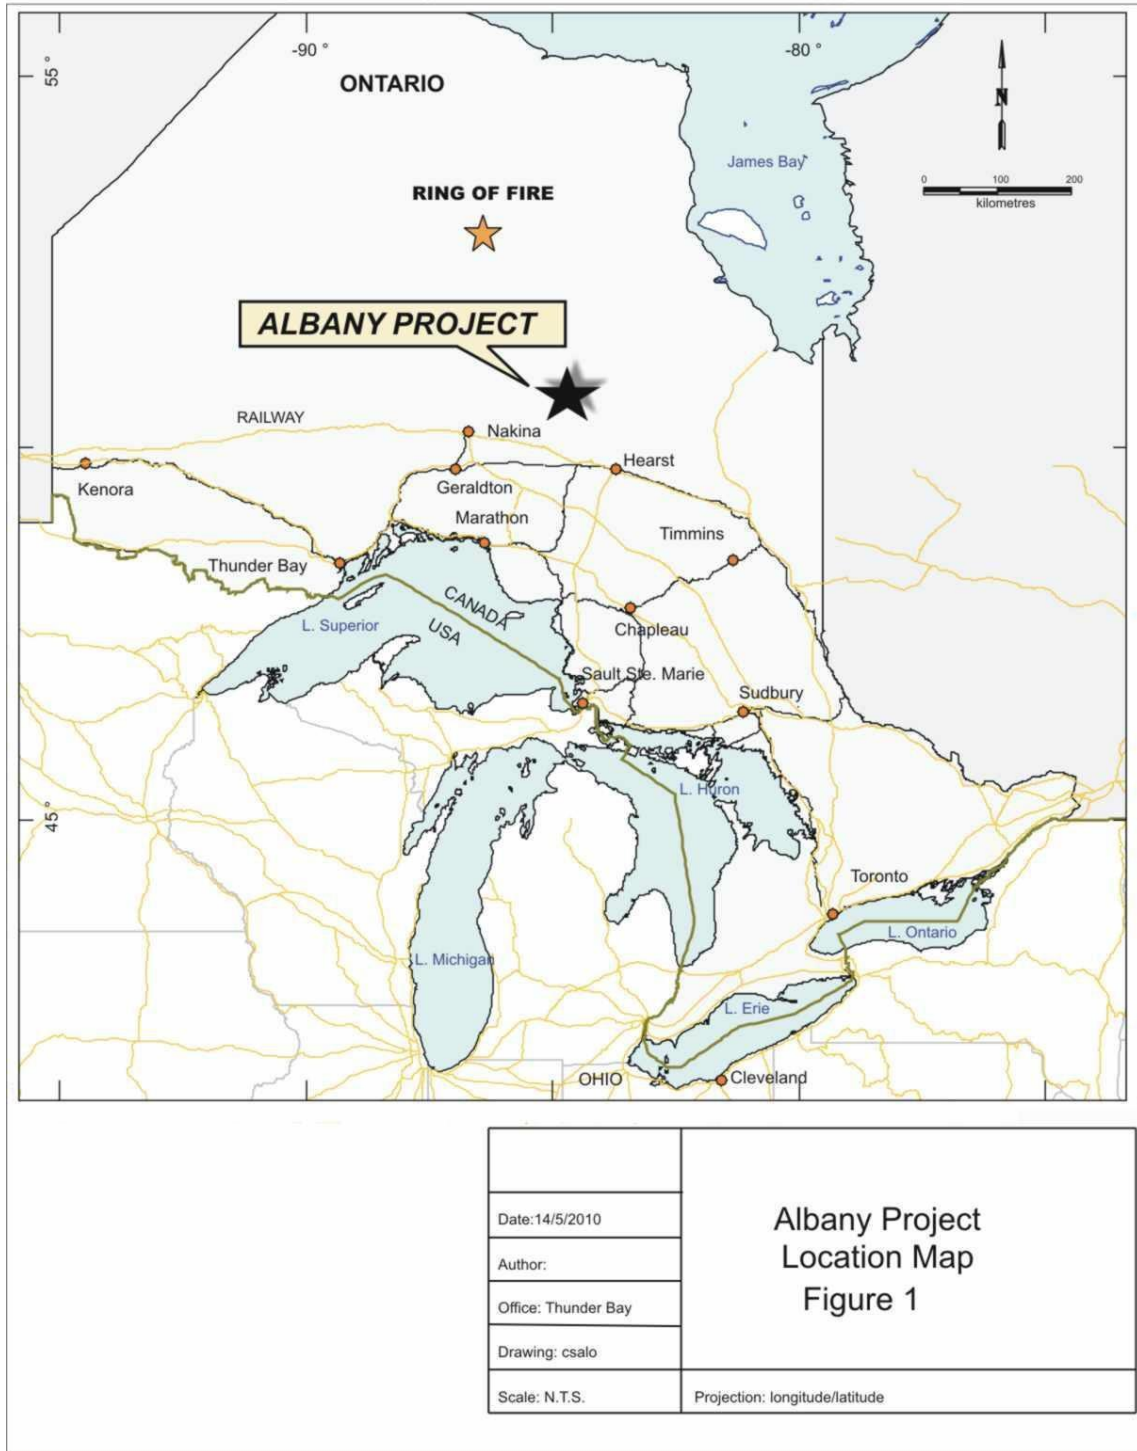 -90 °
-80 °
55°
ONTARIO
N
James Bay
0 100 200
kilometres
RING OF FIRE
ALBANY PROJECT
RAILWAY
Nakina
Hearst
Kenora
Geraldton
Marathon
Timmins
Thunder Bay
CANADA
USA
L. Superior
Chapleau
Sault Ste. Marie
Sudbury
L. Huron
45°
Toronto
L. Ontario
L. Michigan
L. Erie
OHIO
Cleveland
Date:14/5/2010
Author:
Office: Thunder Bay
Drawing: csalo
Scale: N.T.S.
Albany Project
Location Map
Figure 1
Projection: longitude/latitude